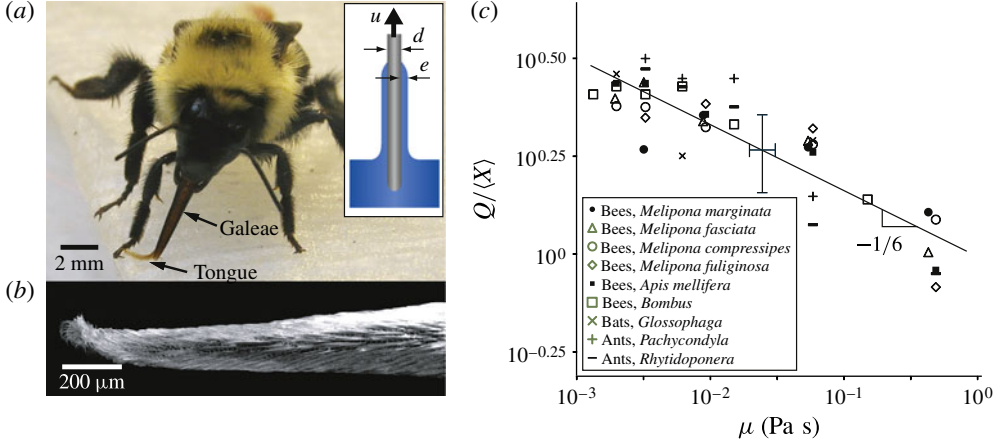 (a)
u
d
e
Galeae
2 mm
Tongue
(b)
200 μm
(c)
10^0.50
10^0.25
10^0
10^−0.25
Q/⟨X⟩
Bees, Melipona marginata
Bees, Melipona fasciata
Bees, Melipona compressipes
Bees, Melipona fuliginosa
Bees, Apis mellifera
Bees, Bombus
Bats, Glossophaga
Ants, Pachycondyla
Ants, Rhytidoponera
−1/6
10^−3 10^−2 10^−1 10^0
μ (Pa s)